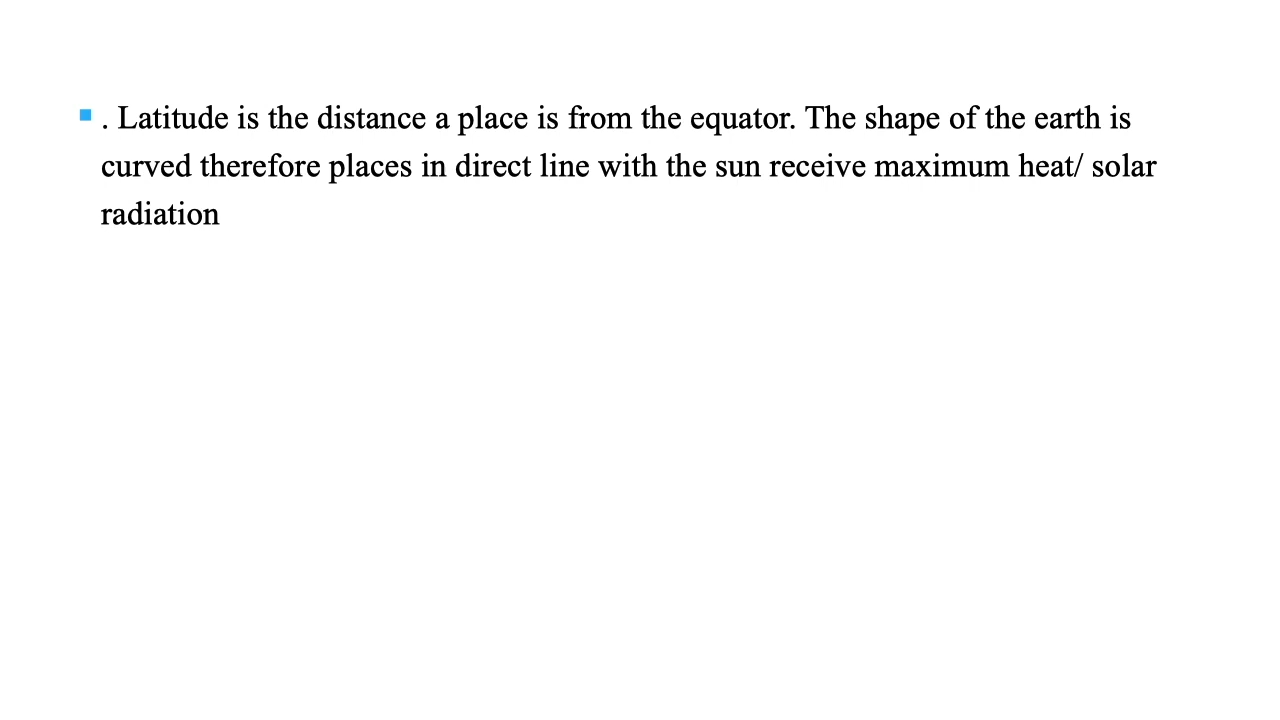 . Latitude is the distance a place is from the equator. The shape of the earth is
curved therefore places in direct line with the sun receive maximum heat/ solar
radiation